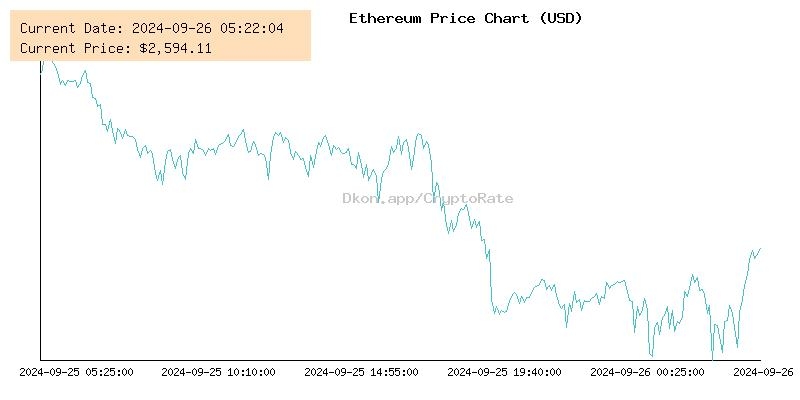 Ethereum Price Chart (USD)
Current Date: 2024-09-26 05:22:04
Current Price: $2,594.11
Dkon.app/CryptoRate
2024-09-25 05:25:00 2024-09-25 10:10:00 2024-09-25 14:55:00 2024-09-25 19:40:00 2024-09-26 00:25:00 2024-09-26